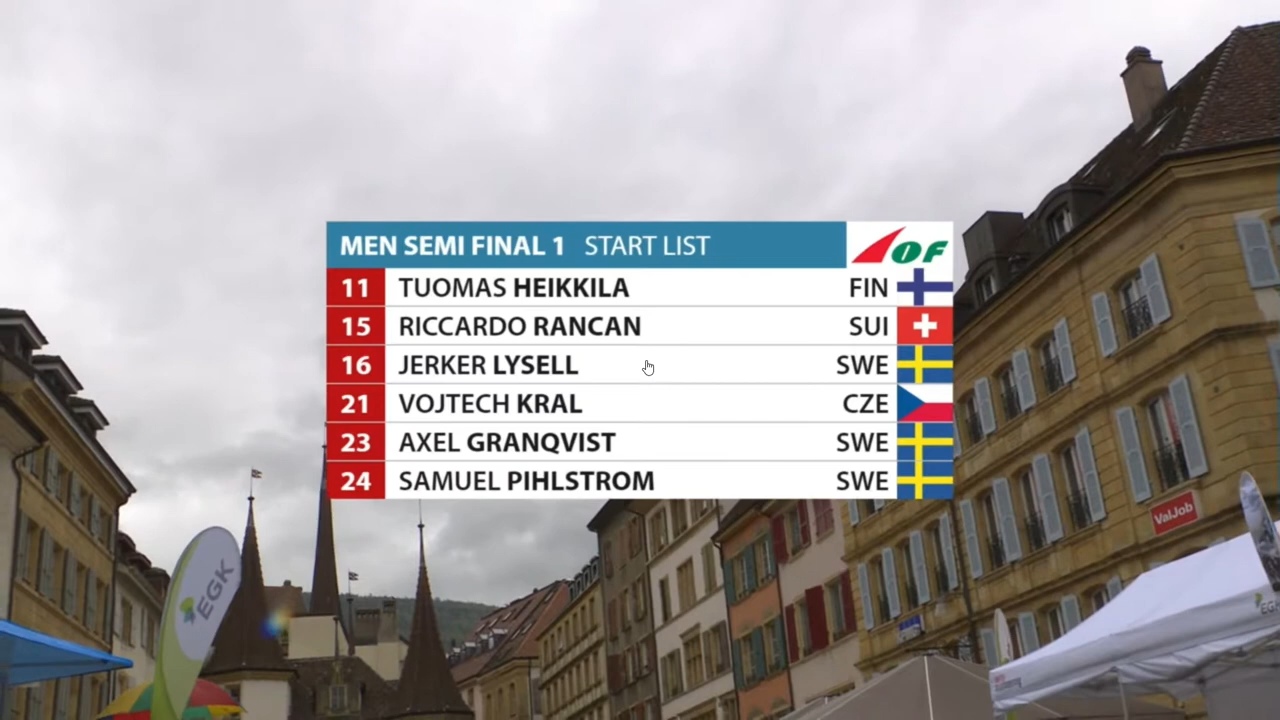 MEN SEMI FINAL 1 START LIST
IOF
11 TUOMAS HEIKKILA FIN
15 RICCARDO RANCAN SUI
16 JERKER LYSELL SWE
21 VOJTECH KRAL CZE
23 AXEL GRANQVIST SWE
24 SAMUEL PIHLSTROM SWE
ValJob
EGK